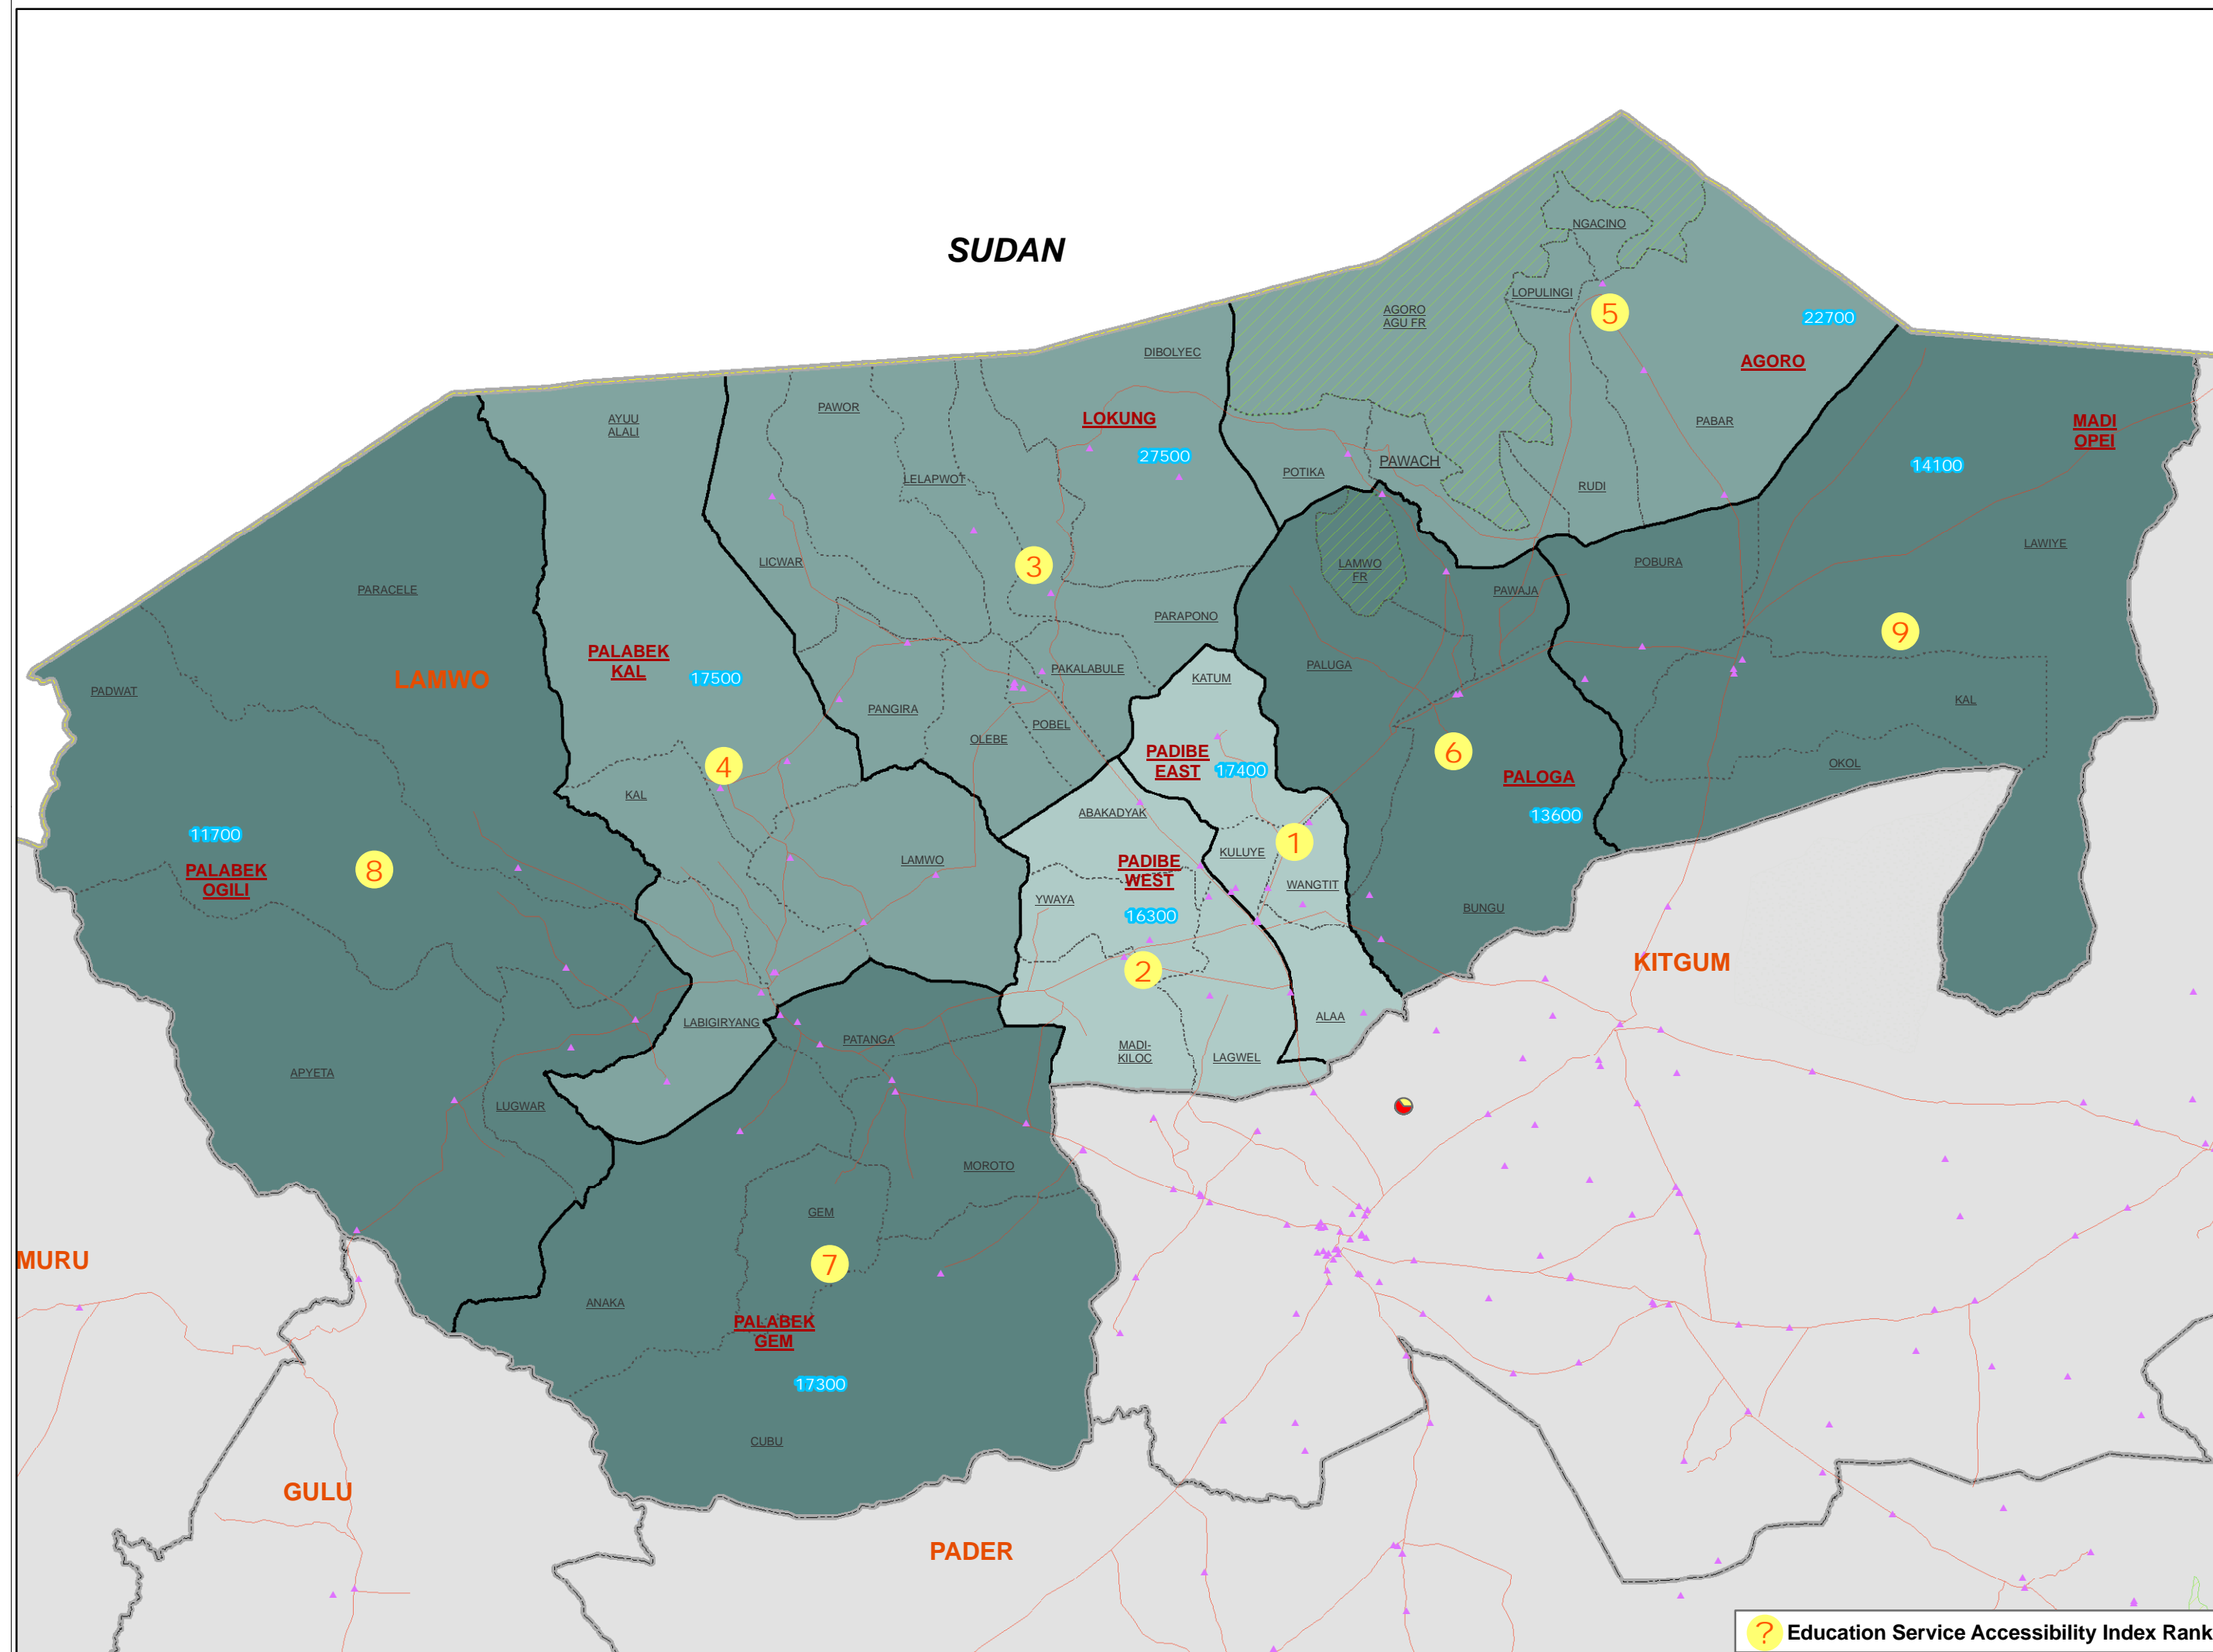 SUDAN
NGACINO
LOPULINGI
5
AGORO
AGU FR
22700
DIBOLYEC
AGORO
PAWOR
AYUU
ALALI
LOKUNG
PABAR
MADI
OPEI
27500
PAWACH
14100
POTIKA
LELAPWOT
RUDI
LAWIYE
LICWAR
3
LAMWO
FR
POBURA
PARACELE
PAWAJA
PARAPONO
9
PALABEK
KAL
PALUGA
PAKALABULE
LAMWO
17500
KATUM
PADWAT
KAL
PANGIRA
POBEL
OLEBE
PADIBE
EAST
17400
6
4
OKOL
PALOGA
KAL
ABAKADYAK
13600
11700
1
KULUYE
LAMWO
PADIBE
WEST
PALABEK
OGILI
8
WANGTIT
YWAYA
BUNGU
16300
KITGUM
2
LABIGIRYANG
ALAA
PATANGA
MADI-
KILOC
LAGWEL
APYETA
LUGWAR
MOROTO
GEM
MURU
7
ANAKA
PALABEK
GEM
17300
CUBU
GULU
PADER
? Education Service Accessibility Index Rank